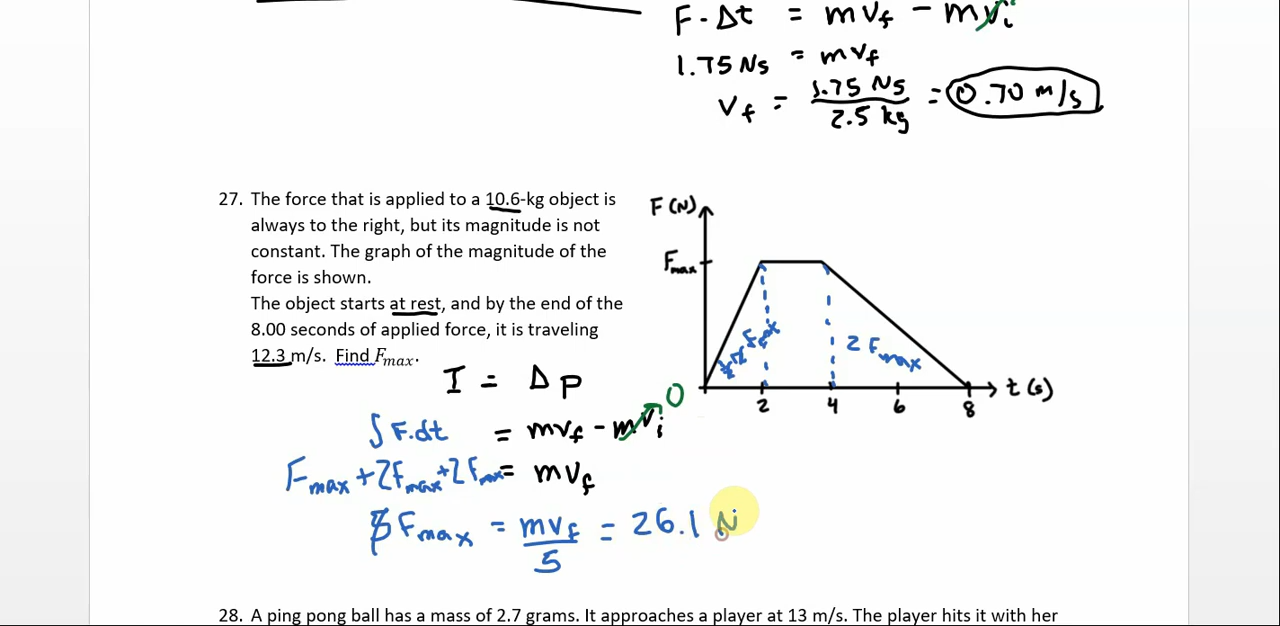 F·Δt = mvf - mvi
1.75 Ns = mvf
vf = 1.75 Ns / 2.5 kg = 0.70 m/s
27. The force that is applied to a 10.6-kg object is
always to the right, but its magnitude is not
constant. The graph of the magnitude of the
force is shown.
The object starts at rest, and by the end of the
8.00 seconds of applied force, it is traveling
12.3 m/s. Find Fmax.
F (N)
Fmax
2 Fmax
t (s)
2 4 6 8
I = Δp
0
∫F·dt = mvf - mvi
Fmax + 2Fmax + 2Fmax = mvf
5 Fmax = mvf / 5 = 26.1 N
28. A ping pong ball has a mass of 2.7 grams. It approaches a player at 13 m/s. The player hits it with her